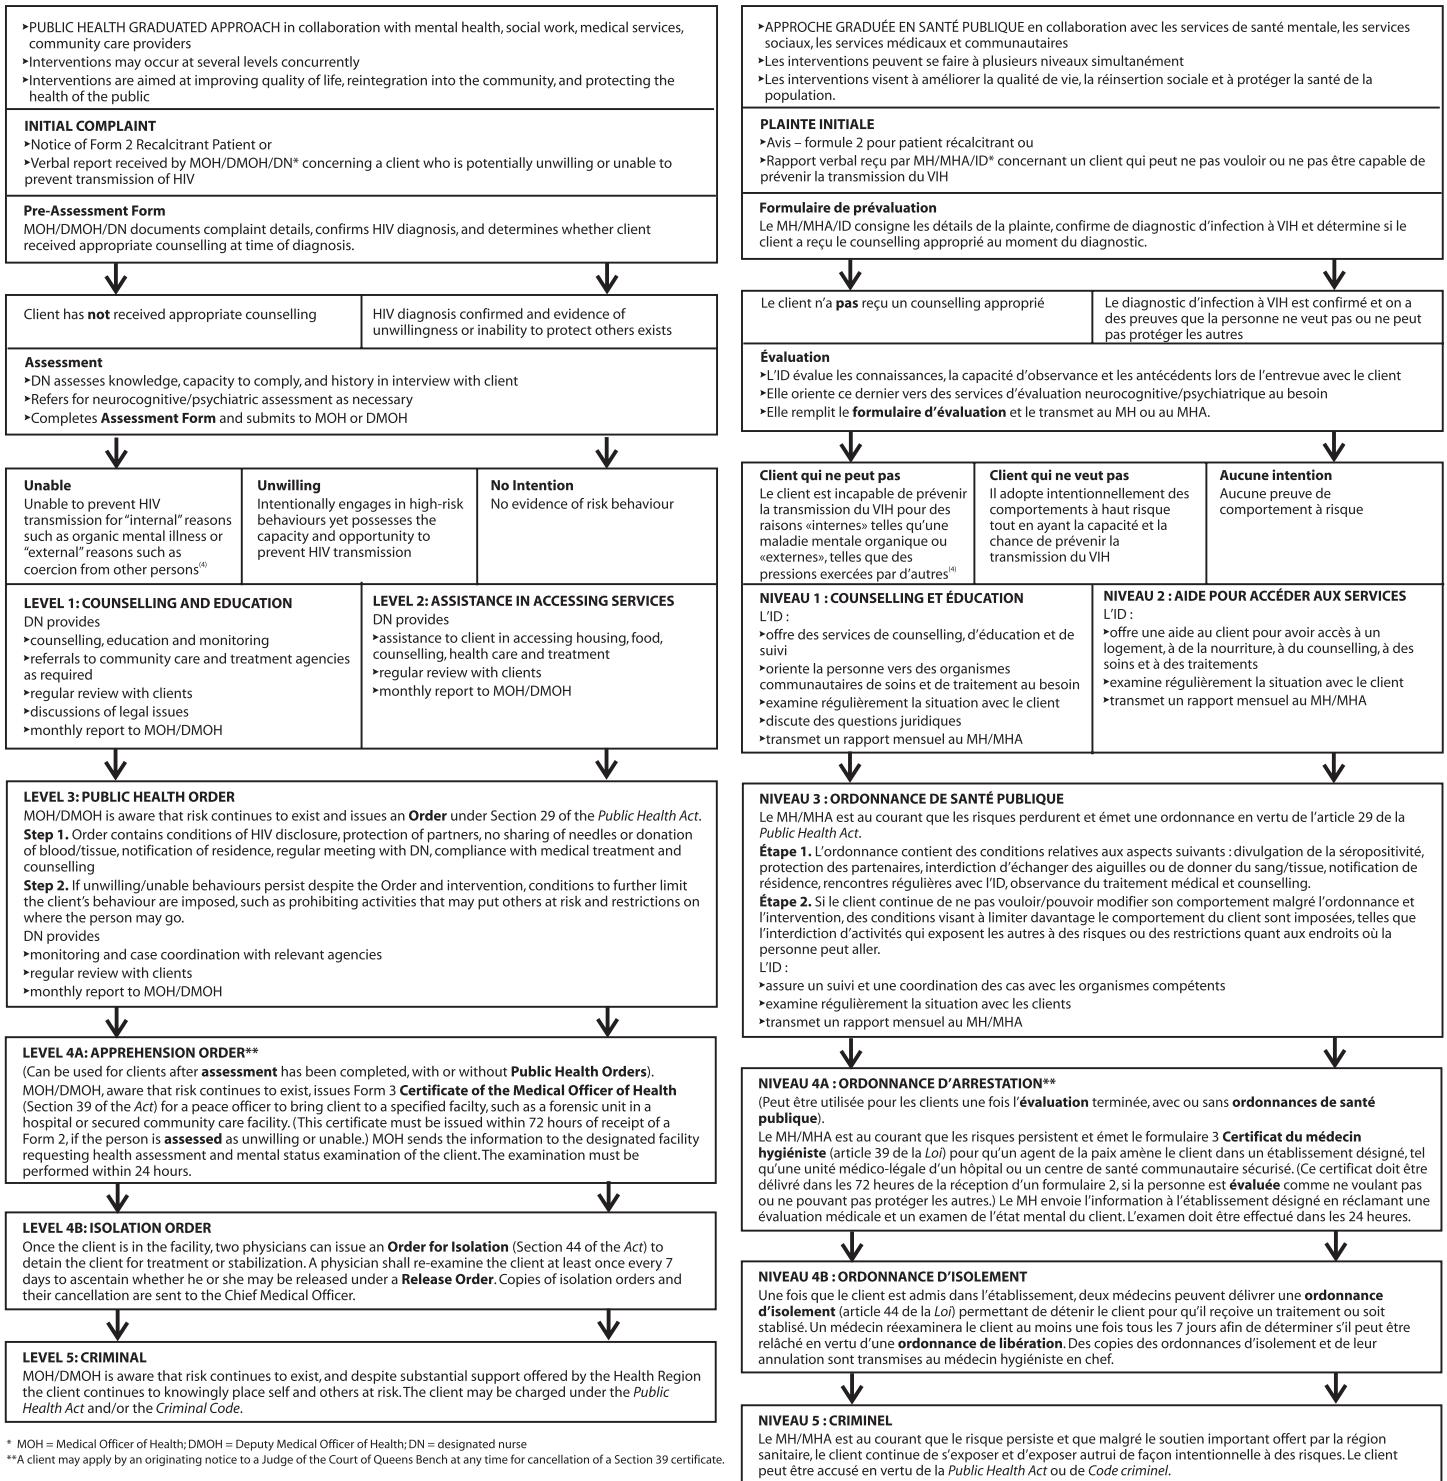 ➤PUBLIC HEALTH GRADUATED APPROACH in collaboration with mental health, social work, medical services,
community care providers
➤Interventions may occur at several levels concurrently
➤Interventions are aimed at improving quality of life, reintegration into the community, and protecting the
health of the public
INITIAL COMPLAINT
➤Notice of Form 2 Recalcitrant Patient or
➤Verbal report received by MOH/DMOH/DN* concerning a client who is potentially unwilling or unable to
prevent transmission of HIV
Pre-Assessment Form
MOH/DMOH/DN documents complaint details, confirms HIV diagnosis, and determines whether client
received appropriate counselling at time of diagnosis.
Client has not received appropriate counselling
HIV diagnosis confirmed and evidence of
unwillingness or inability to protect others exists
Assessment
➤DN assesses knowledge, capacity to comply, and history in interview with client
➤Refers for neurocognitive/psychiatric assessment as necessary
➤Completes Assessment Form and submits to MOH or DMOH
Unable
Unable to prevent HIV
transmission for “internal” reasons
such as organic mental illness or
“external” reasons such as
coercion from other persons(4)
Unwilling
Intentionally engages in high-risk
behaviours yet possesses the
capacity and opportunity to
prevent HIV transmission
No Intention
No evidence of risk behaviour
LEVEL 1: COUNSELLING AND EDUCATION
DN provides
➤counselling, education and monitoring
➤referrals to community care and treatment agencies
as required
➤regular review with clients
➤discussions of legal issues
➤monthly report to MOH/DMOH
LEVEL 2: ASSISTANCE IN ACCESSING SERVICES
DN provides
➤assistance to client in accessing housing, food,
counselling, health care and treatment
➤regular review with clients
➤monthly report to MOH/DMOH
LEVEL 3: PUBLIC HEALTH ORDER
MOH/DMOH is aware that risk continues to exist and issues an Order under Section 29 of the Public Health Act.
Step 1. Order contains conditions of HIV disclosure, protection of partners, no sharing of needles or donation
of blood/tissue, notification of residence, regular meeting with DN, compliance with medical treatment and
counselling
Step 2. If unwilling/unable behaviours persist despite the Order and intervention, conditions to further limit
the client’s behaviour are imposed, such as prohibiting activities that may put others at risk and restrictions on
where the person may go.
DN provides
➤monitoring and case coordination with relevant agencies
➤regular review with clients
➤monthly report to MOH/DMOH
LEVEL 4A: APPREHENSION ORDER**
(Can be used for clients after assessment has been completed, with or without Public Health Orders).
MOH/DMOH, aware that risk continues to exist, issues Form 3 Certificate of the Medical Officer of Health
(Section 39 of the Act) for a peace officer to bring client to a specified facilty, such as a forensic unit in a
hospital or secured community care facility. (This certificate must be issued within 72 hours of receipt of a
Form 2, if the person is assessed as unwilling or unable.) MOH sends the information to the designated facility
requesting health assessment and mental status examination of the client. The examination must be
performed within 24 hours.
LEVEL 4B: ISOLATION ORDER
Once the client is in the facility, two physicians can issue an Order for Isolation (Section 44 of the Act) to
detain the client for treatment or stabilization. A physician shall re-examine the client at least once every 7
days to ascentain whether he or she may be released under a Release Order. Copies of isolation orders and
their cancellation are sent to the Chief Medical Officer.
LEVEL 5: CRIMINAL
MOH/DMOH is aware that risk continues to exist, and despite substantial support offered by the Health Region
the client continues to knowingly place self and others at risk. The client may be charged under the Public
Health Act and/or the Criminal Code.
* MOH = Medical Officer of Health; DMOH = Deputy Medical Officer of Health; DN = designated nurse
**A client may apply by an originating notice to a Judge of the Court of Queens Bench at any time for cancellation of a Section 39 certificate.
➤APPROCHE GRADUÉE EN SANTÉ PUBLIQUE en collaboration avec les services de santé mentale, les services
sociaux, les services médicaux et communautaires
➤Les interventions peuvent se faire à plusieurs niveaux simultanément
➤Les interventions visent à améliorer la qualité de vie, la réinsertion sociale et à protéger la santé de la
population.
PLAINTE INITIALE
➤Avis – formule 2 pour patient récalcitrant ou
➤Rapport verbal reçu par MH/MHA/ID* concernant un client qui peut ne pas vouloir ou ne pas être capable de
prévenir la transmission du VIH
Formulaire de prévaluation
Le MH/MHA/ID consigne les détails de la plainte, confirme de diagnostic d’infection à VIH et détermine si le
client a reçu le counselling approprié au moment du diagnostic.
Le client n’a pas reçu un counselling approprié
Le diagnostic d’infection à VIH est confirmé et on a
des preuves que la personne ne veut pas ou ne peut
pas protéger les autres
Évaluation
➤L’ID évalue les connaissances, la capacité d’observance et les antécédents lors de l’entrevue avec le client
➤Elle oriente ce dernier vers des services d’évaluation neurocognitive/psychiatrique au besoin
➤Elle remplit le formulaire d’évaluation et le transmet au MH ou au MHA.
Client qui ne peut pas
Le client est incapable de prévenir
la transmission du VIH pour des
raisons «internes» telles qu’une
maladie mentale organique ou
«externes», telles que des
pressions exercées par d’autres(4)
Client qui ne veut pas
Il adopte intentionnellement des
comportements à haut risque
tout en ayant la capacité et la
chance de prévenir la
transmission du VIH
Aucune intention
Aucune preuve de
comportement à risque
NIVEAU 1 : COUNSELLING ET ÉDUCATION
L’ID :
➤offre des services de counselling, d’éducation et de
suivi
➤oriente la personne vers des organismes
communautaires de soins et de traitement au besoin
➤examine régulièrement la situation avec le client
➤discute des questions juridiques
➤transmet un rapport mensuel au MH/MHA
NIVEAU 2 : AIDE POUR ACCÉDER AUX SERVICES
L’ID :
➤offre une aide au client pour avoir accès à un
logement, à de la nourriture, à du counselling, à des
soins et à des traitements
➤examine régulièrement la situation avec le client
➤transmet un rapport mensuel au MH/MHA
NIVEAU 3 : ORDONNANCE DE SANTÉ PUBLIQUE
Le MH/MHA est au courant que les risques perdurent et émet une ordonnance en vertu de l’article 29 de la
Public Health Act.
Étape 1. L’ordonnance contient des conditions relatives aux aspects suivants : divulgation de la séropositivité,
protection des partenaires, interdiction d’échanger des aiguilles ou de donner du sang/tissue, notification de
résidence, rencontres régulières avec l’ID, observance du traitement médical et counselling.
Étape 2. Si le client continue de ne pas vouloir/pouvoir modifier son comportement malgré l’ordonnance et
l’intervention, des conditions visant à limiter davantage le comportement du client sont imposées, telles que
l’interdiction d’activités qui exposent les autres à des risques ou des restrictions quant aux endroits où la
personne peut aller.
L’ID :
➤assure un suivi et une coordination des cas avec les organismes compétents
➤examine régulièrement la situation avec les clients
➤transmet un rapport mensuel au MH/MHA
NIVEAU 4A : ORDONNANCE D’ARRESTATION**
(Peut être utilisée pour les clients une fois l’évaluation terminée, avec ou sans ordonnances de santé
publique).
Le MH/MHA est au courant que les risques persistent et émet le formulaire 3 Certificat du médecin
hygiéniste (article 39 de la Loi) pour qu’un agent de la paix amène le client dans un établissement désigné, tel
qu’une unité médico-légale d’un hôpital ou un centre de santé communautaire sécurisé. (Ce certificat doit être
délivré dans les 72 heures de la réception d’un formulaire 2, si la personne est évaluée comme ne voulant pas
ou ne pouvant pas protéger les autres.) Le MH envoie l’information à l’établissement désigné en réclamant une
évaluation médicale et un examen de l’état mental du client. L’examen doit être effectué dans les 24 heures.
NIVEAU 4B : ORDONNANCE D’ISOLEMENT
Une fois que le client est admis dans l’établissement, deux médecins peuvent délivrer une ordonnance
d’isolement (article 44 de la Loi) permettant de détenir le client pour qu’il reçoive un traitement ou soit
stablisé. Un médecin réexaminera le client au moins une fois tous les 7 jours afin de déterminer s’il peut être
relâché en vertu d’une ordonnance de libération. Des copies des ordonnances d’isolement et de leur
annulation sont transmises au médecin hygiéniste en chef.
NIVEAU 5 : CRIMINEL
Le MH/MHA est au courant que le risque persiste et que malgré le soutien important offert par la région
sanitaire, le client continue de s’exposer et d’exposer autrui de façon intentionnelle à des risques. Le client
peut être accusé en vertu de la Public Health Act ou de Code criminel.